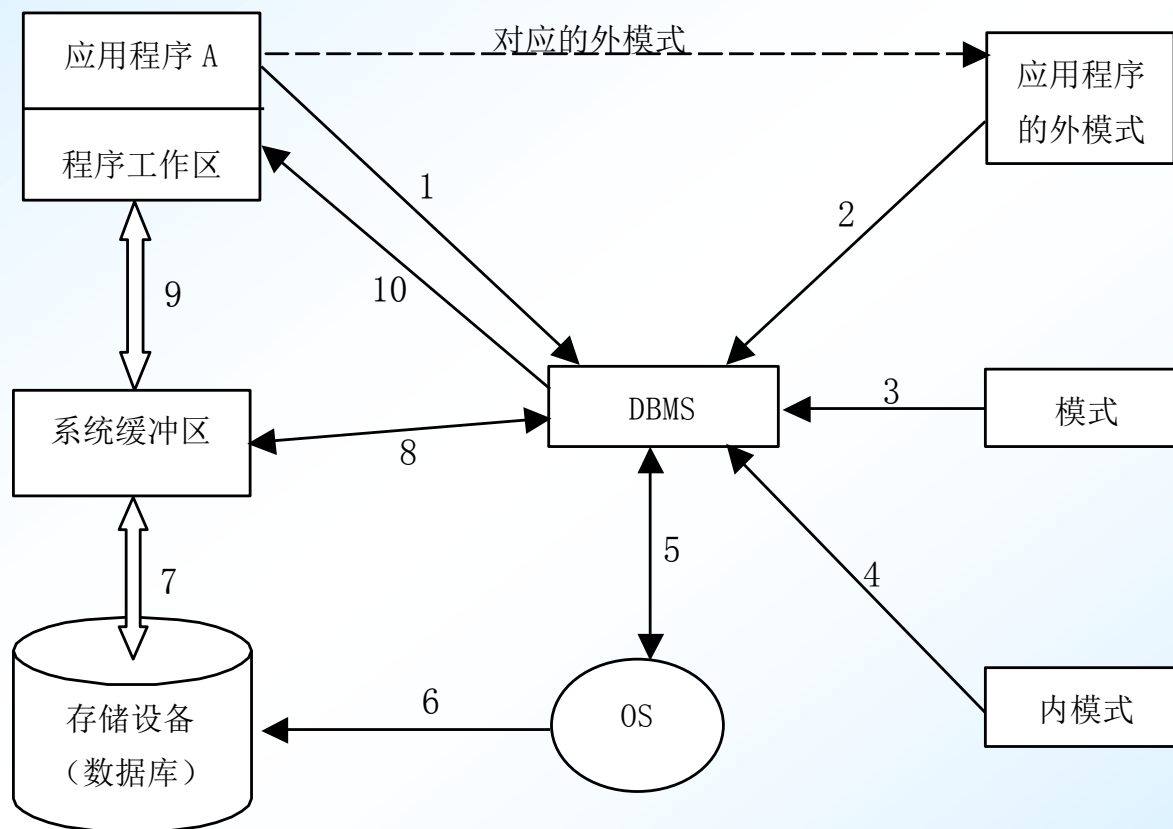 应用程序 A
对应的外模式
应用程序
的外模式
程序工作区
1
2
9
10
系统缓冲区
DBMS
3
模式
8
5
4
7
存储设备
(数据库)
6
OS
内模式